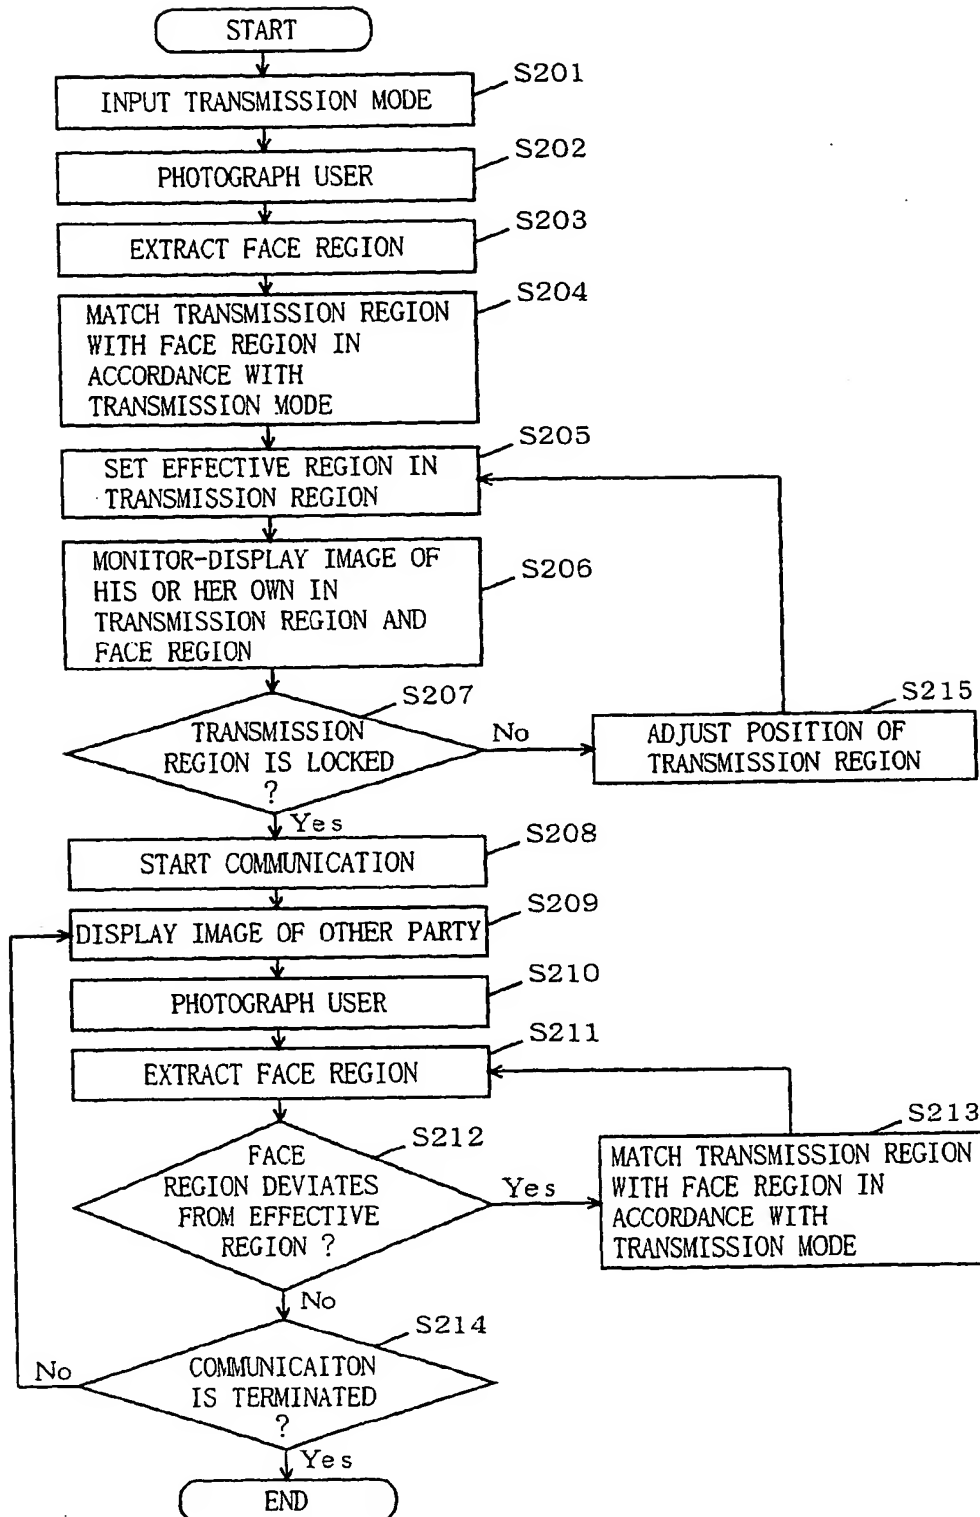 START
S201
INPUT TRANSMISSION MODE
S202
PHOTOGRAPH USER
S203
EXTRACT FACE REGION
S204
MATCH TRANSMISSION REGION
WITH FACE REGION IN
ACCORDANCE WITH
TRANSMISSION MODE
S205
SET EFFECTIVE REGION IN
TRANSMISSION REGION
S206
MONITOR-DISPLAY IMAGE OF
HIS OR HER OWN IN
TRANSMISSION REGION AND
FACE REGION
S207
TRANSMISSION
REGION IS LOCKED
?
No
S215
ADJUST POSITION OF
TRANSMISSION REGION
Yes
S208
START COMMUNICATION
S209
DISPLAY IMAGE OF OTHER PARTY
S210
PHOTOGRAPH USER
S211
EXTRACT FACE REGION
S212
FACE
REGION DEVIATES
FROM EFFECTIVE
REGION ?
Yes
S213
MATCH TRANSMISSION REGION
WITH FACE REGION IN
ACCORDANCE WITH
TRANSMISSION MODE
No
S214
COMMUNICAITON
IS TERMINATED
?
No
Yes
END